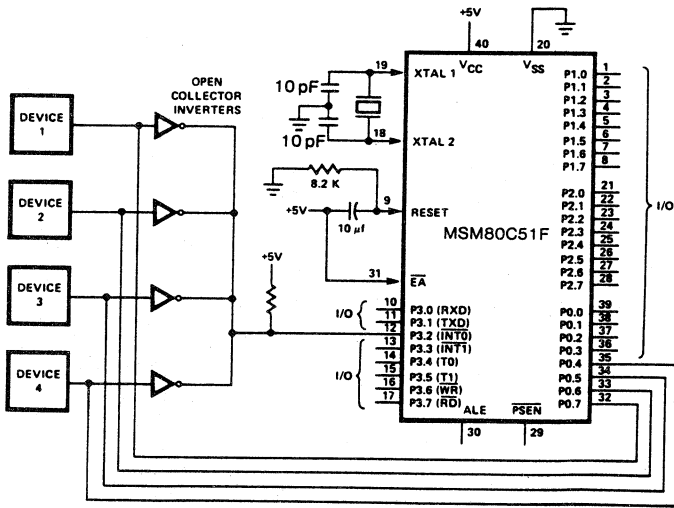 +5V
40
20
VCC
VSS
OPEN
COLLECTOR
INVERTERS
DEVICE
1
DEVICE
2
DEVICE
3
DEVICE
4
10 pF
10 pF
19
XTAL 1
18
XTAL 2
8.2 K
+5V
10 µf
9
RESET
31
EA
MSM80C51F
+5V
I/O
10
P3.0 (RXD)
11
P3.1 (TXD)
12
P3.2 (INT0)
I/O
13
P3.3 (INT1)
14
P3.4 (T0)
15
P3.5 (T1)
16
P3.6 (WR)
17
P3.7 (RD)
ALE
30
PSEN
29
P1.0
1
P1.1
2
P1.2
3
P1.3
4
P1.4
5
P1.5
6
P1.6
7
P1.7
8
P2.0
21
P2.1
22
P2.2
23
P2.3
24
P2.4
25
P2.5
26
P2.6
27
P2.7
28
P0.0
39
P0.1
38
P0.2
37
P0.3
36
P0.4
35
P0.5
34
P0.6
33
P0.7
32
I/O